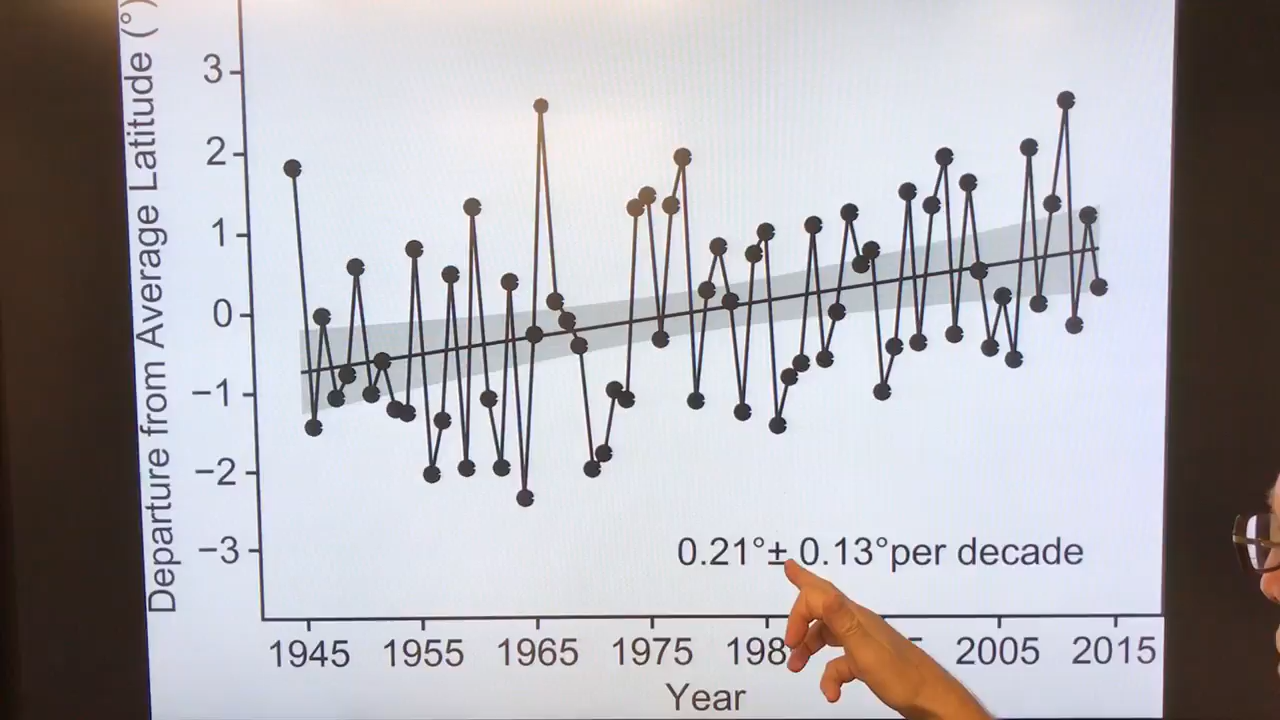 Departure from Average Latitude (°)
3
2
1
0
−1
−2
−3
0.21°± 0.13°per decade
1945 1955 1965 1975 2005 2015
Year